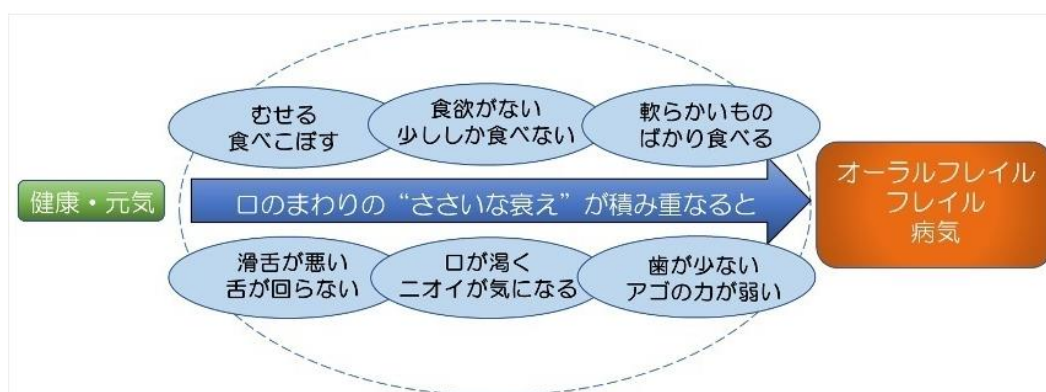 むせる
食べこぼす
食欲がない
少ししか食べない
軟らかいもの
ばかり食べる
健康・元気
口のまわりの“ささいな衰え”が積み重なると
オーラルフレイル
フレイル
病気
滑舌が悪い
舌が回らない
口が渇く
ニオイが気になる
歯が少ない
アゴの力が弱い